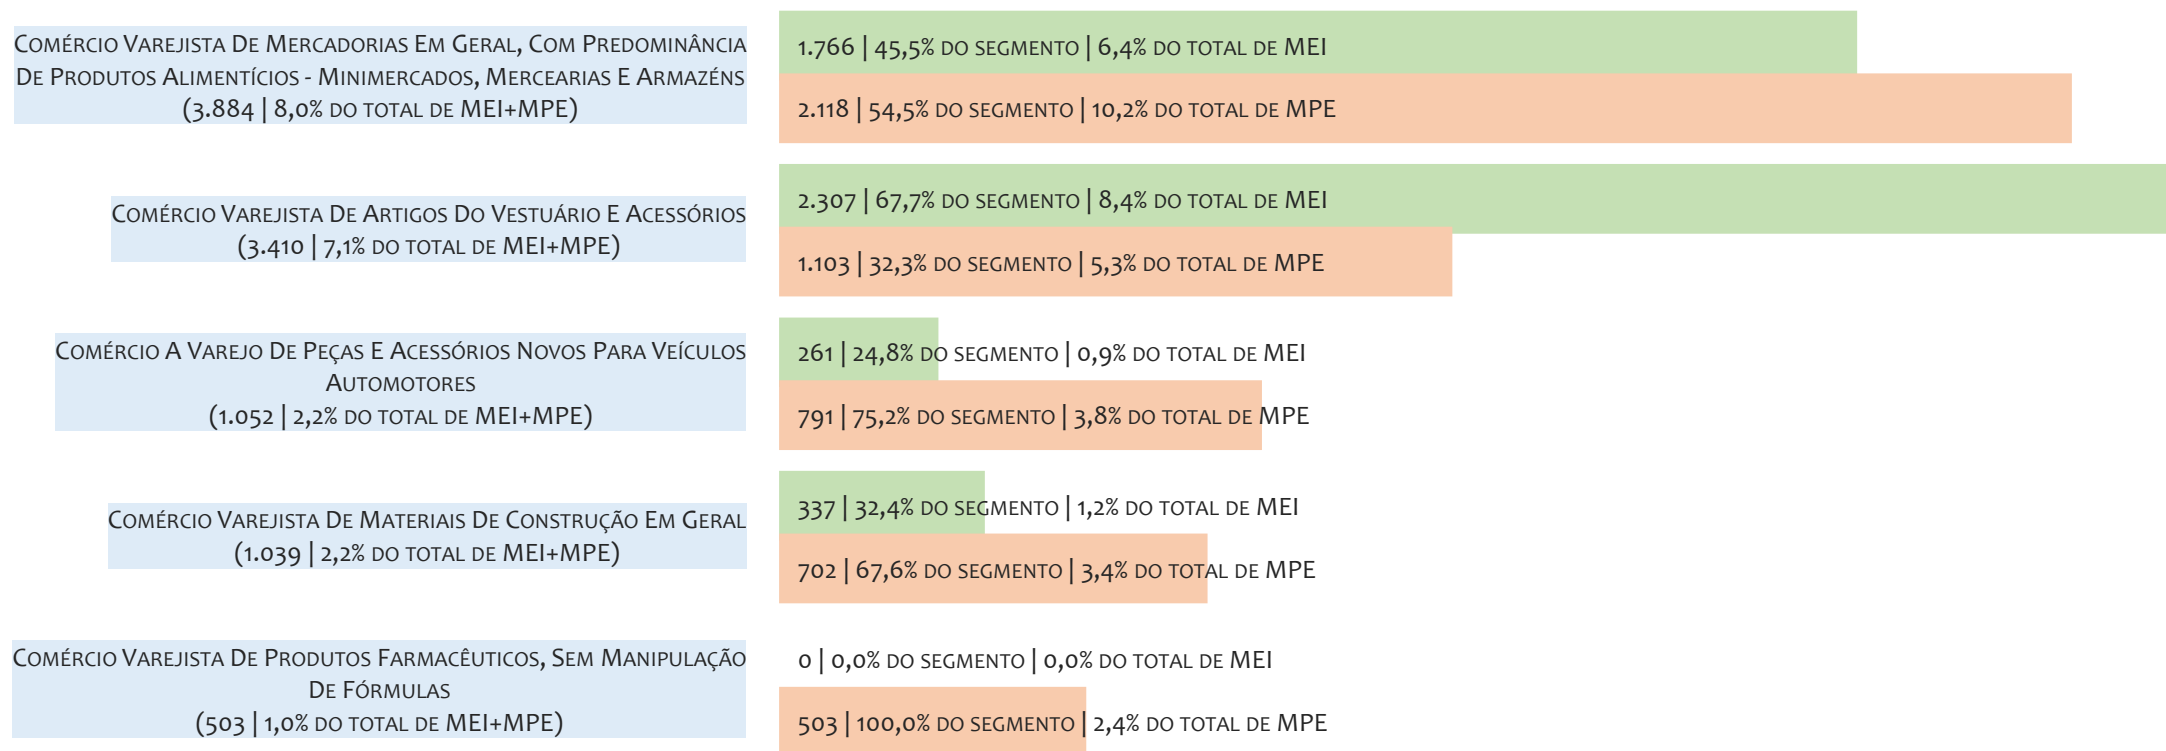 Comércio Varejista De Mercadorias Em Geral, Com Predominância
De Produtos Alimentícios - Minimercados, Mercearias E Armazéns
(3.884 | 8,0% do total de MEI+MPE)
1.766 | 45,5% do segmento | 6,4% do total de MEI
2.118 | 54,5% do segmento | 10,2% do total de MPE
Comércio Varejista De Artigos Do Vestuário E Acessórios
(3.410 | 7,1% do total de MEI+MPE)
2.307 | 67,7% do segmento | 8,4% do total de MEI
1.103 | 32,3% do segmento | 5,3% do total de MPE
Comércio A Varejo De Peças E Acessórios Novos Para Veículos
Automotores
(1.052 | 2,2% do total de MEI+MPE)
261 | 24,8% do segmento | 0,9% do total de MEI
791 | 75,2% do segmento | 3,8% do total de MPE
Comércio Varejista De Materiais De Construção Em Geral
(1.039 | 2,2% do total de MEI+MPE)
337 | 32,4% do segmento | 1,2% do total de MEI
702 | 67,6% do segmento | 3,4% do total de MPE
Comércio Varejista De Produtos Farmacêuticos, Sem Manipulação
De Fórmulas
(503 | 1,0% do total de MEI+MPE)
0 | 0,0% do segmento | 0,0% do total de MEI
503 | 100,0% do segmento | 2,4% do total de MPE